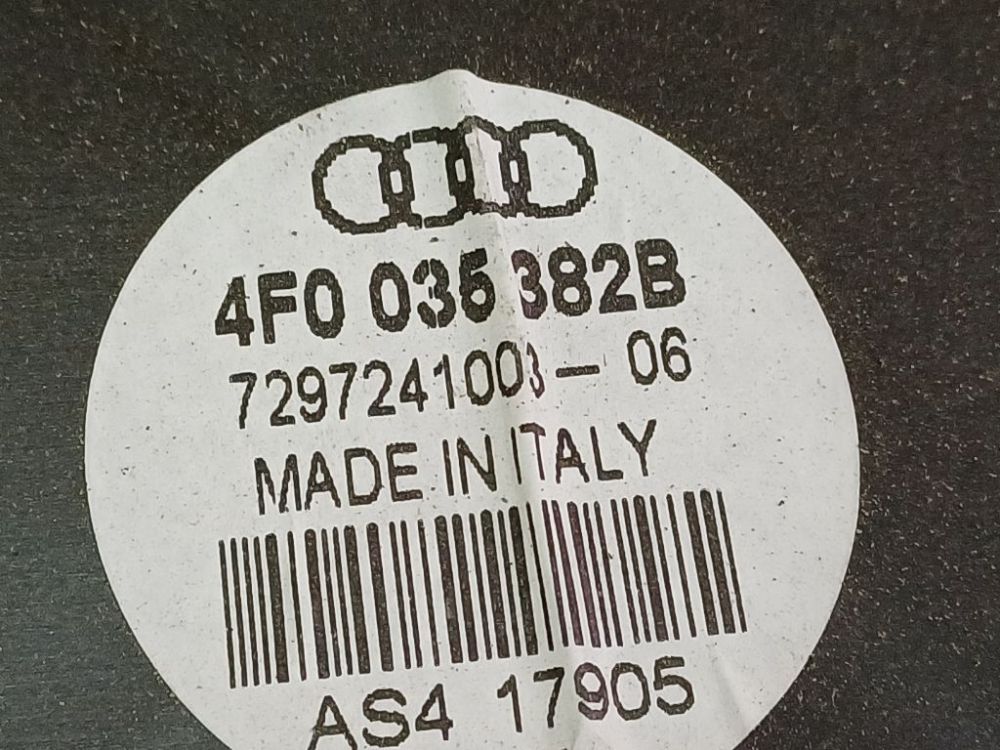 4F0 035 382B
7297241003 — 06
MADE IN ITALY
AS4 17905